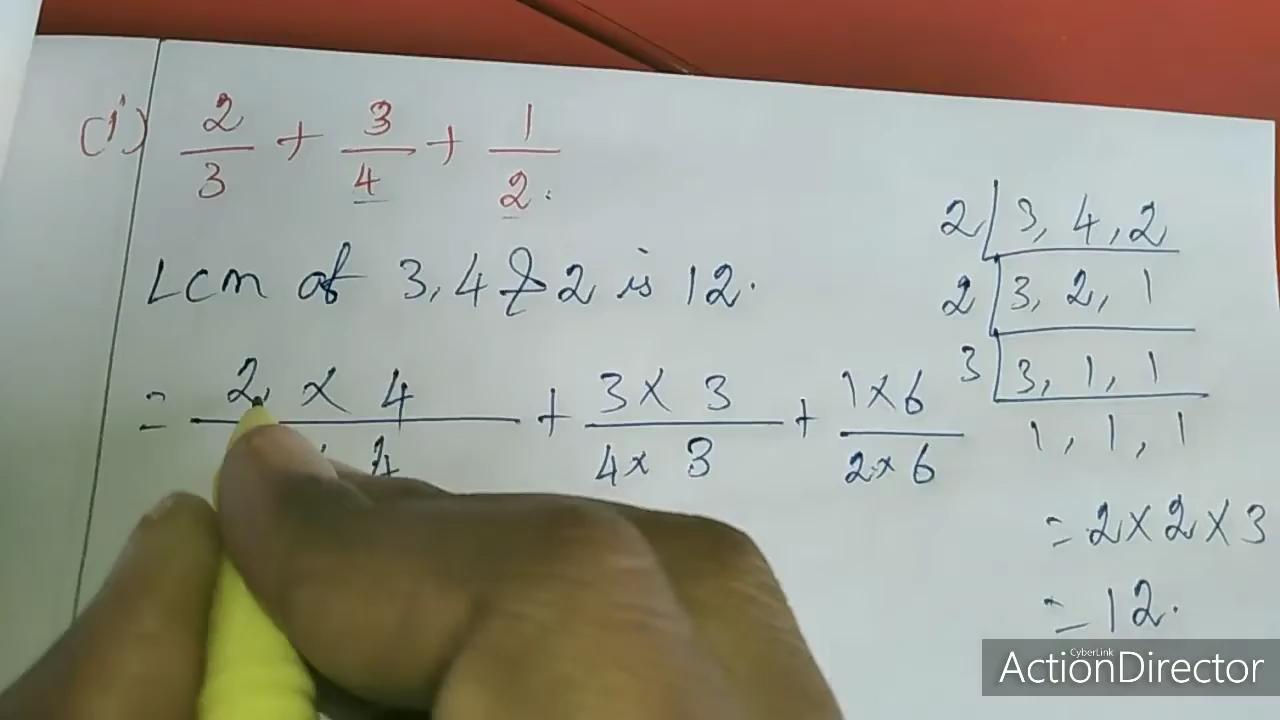 (i) 2/3 + 3/4 + 1/2.
LCM of 3, 4 & 2 is 12.
= 2 × 4/4 + 3 × 3/4 × 3 + 1 × 6/2 × 6
2 | 3, 4, 2
2 | 3, 2, 1
3 | 3, 1, 1
1, 1, 1
= 2 × 2 × 3
= 12.
CyberLink
ActionDirector